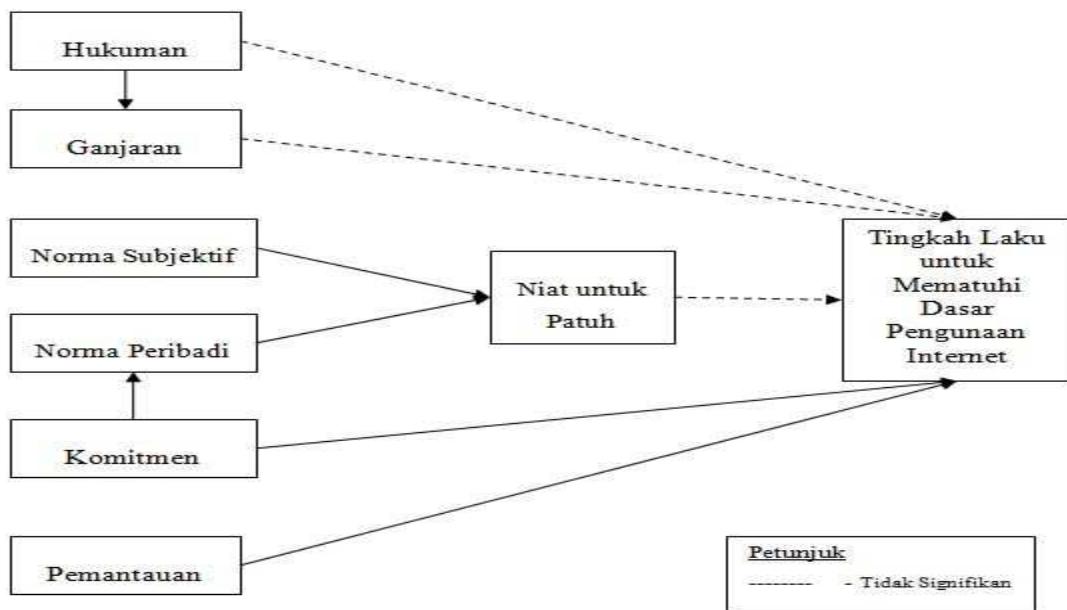 Hukuman
Ganjaran
Norma Subjektif
Norma Peribadi
Komitmen
Pemantauan
Niat untuk
Patuh
Tingkah Laku
untuk
Mematuhi
Dasar
Pengunaan
Internet
Petunjuk
-------- - Tidak Signifikan